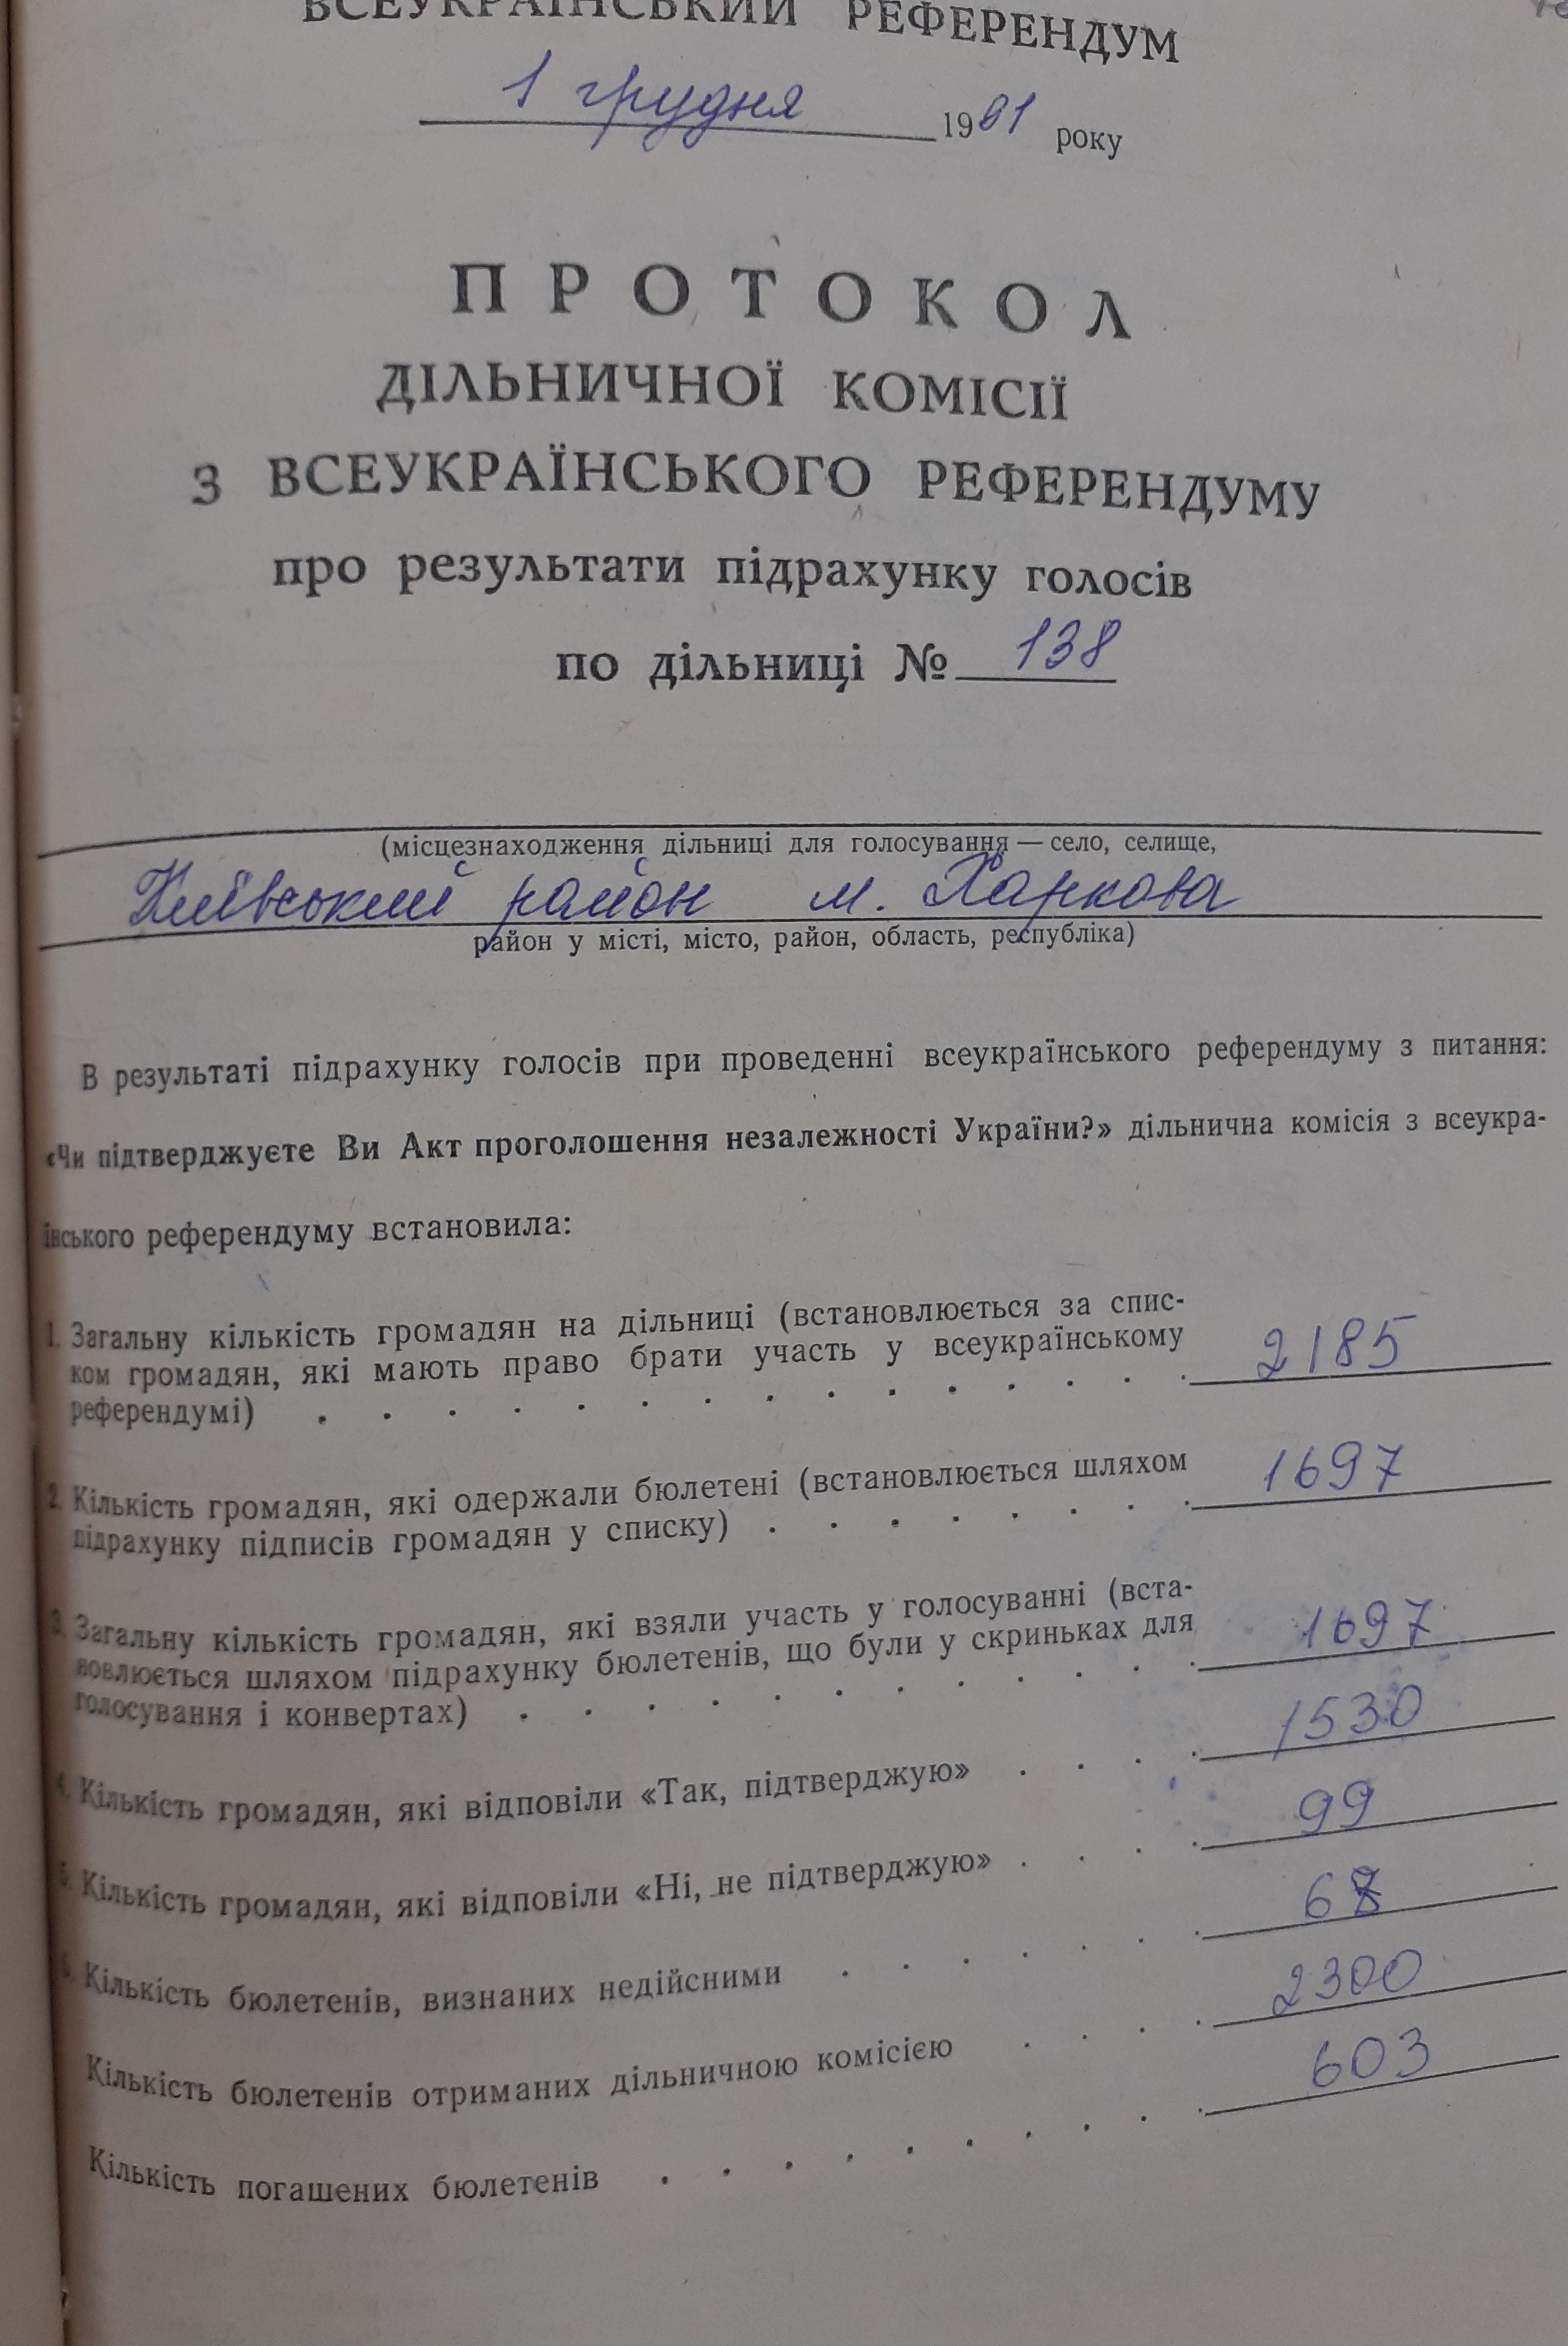 ВСЕУКРАЇНСЬКИЙ РЕФЕРЕНДУМ
1 грудня 1991 року
ПРОТОКОЛ
ДІЛЬНИЧНОЇ КОМІСІЇ
З ВСЕУКРАЇНСЬКОГО РЕФЕРЕНДУМУ
про результати підрахунку голосів
по дільниці № 138
(місцезнаходження дільниці для голосування — село, селище,
Київський район м. Харкова
район у місті, місто, район, область, республіка)
В результаті підрахунку голосів при проведенні всеукраїнського референдуму з питання:
«Чи підтверджуєте Ви Акт проголошення незалежності України?» дільнична комісія з всеукра-
їнського референдуму встановила:
1. Загальну кількість громадян на дільниці (встановлюється за спис-
ком громадян, які мають право брати участь у всеукраїнському
референдумі) . . . . . . . . . . . . . . . 2185
2. Кількість громадян, які одержали бюлетені (встановлюється шляхом
підрахунку підписів громадян у списку) . . . . . . . . 1697
3. Загальну кількість громадян, які взяли участь у голосуванні (вста-
новлюється шляхом підрахунку бюлетенів, що були у скриньках для
голосування і конвертах) . . . . . . . . . . . . 1697
4. Кількість громадян, які відповіли «Так, підтверджую» . . . . 1530
5. Кількість громадян, які відповіли «Ні, не підтверджую» . . . . 99
6. Кількість бюлетенів, визнаних недійсними . . . . . . . 68
Кількість бюлетенів отриманих дільничною комісією . . . . 2300
Кількість погашених бюлетенів . . . . . . . . . . 603